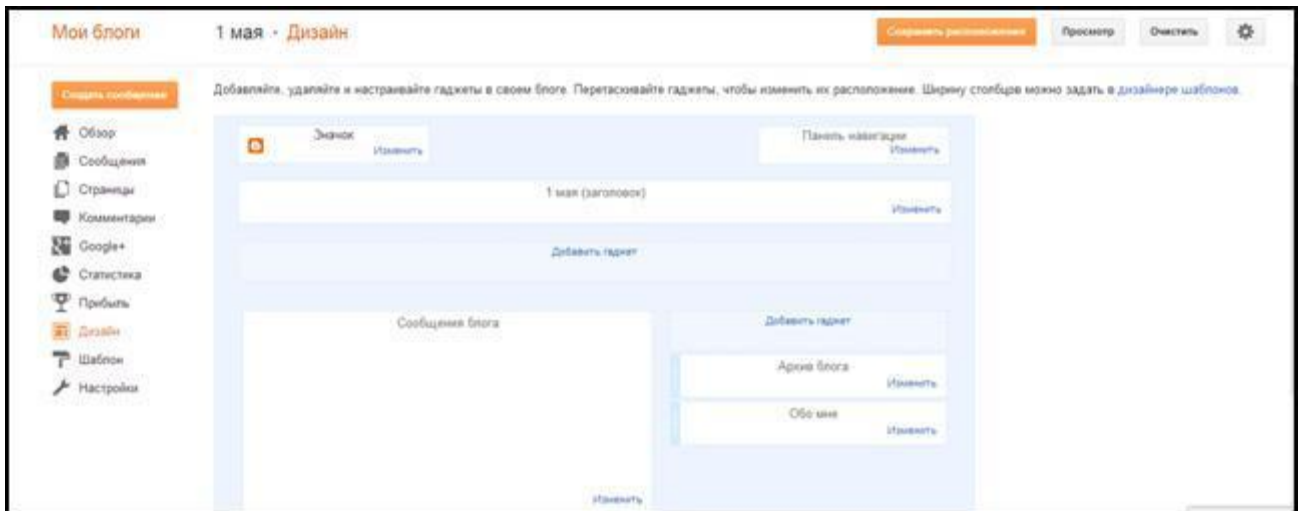 Мои блоги
1 мая · Дизайн
Сохранить расположение
Просмотр
Очистить
Создать сообщение
Добавляйте, удаляйте и настраивайте гаджеты в своем блоге. Перетаскивайте гаджеты, чтобы изменить их расположение. Ширину столбцов можно задать в дизайнере шаблонов.
Обзор
Сообщения
Страницы
Комментарии
Google+
Статистика
Прибыль
Дизайн
Шаблон
Настройки
Значок
Изменить
Панель навигации
Изменить
1 мая (заголовок)
Изменить
Добавить гаджет
Сообщения блога
Изменить
Добавить гаджет
Архив блога
Изменить
Обо мне
Изменить